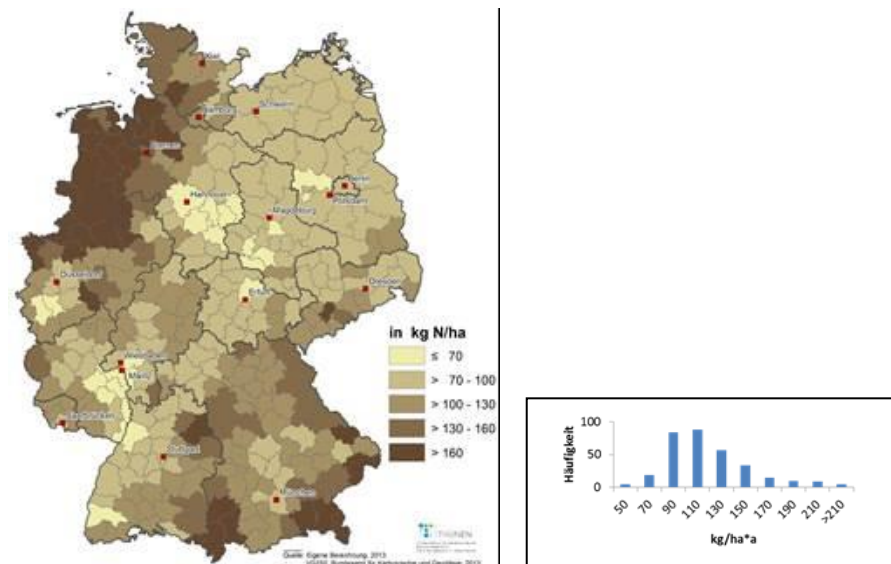 Kiel
Hamburg
Schwerin
Bremen
Berlin
Hannover
Potsdam
Magdeburg
Düsseldorf
Dresden
Erfurt
in kg N/ha
≤ 70
> 70 - 100
> 100 - 130
> 130 - 160
> 160
Wiesbaden
Mainz
Saarbrücken
Stuttgart
München
THÜNEN
Quelle: Eigene Berechnung, 2013
Häufigkeit
100
50
0
50
70
90
110
130
150
170
190
210
>210
kg/ha*a